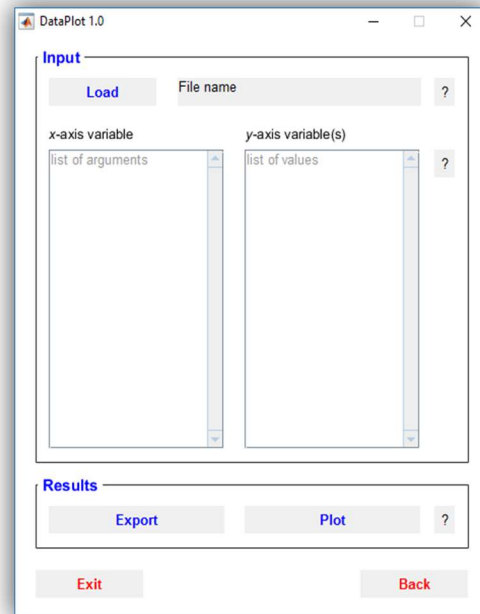 DataPlot 1.0
Input
Load File name ?
x-axis variable y-axis variable(s)
list of arguments list of values ?
Results
Export Plot ?
Exit Back